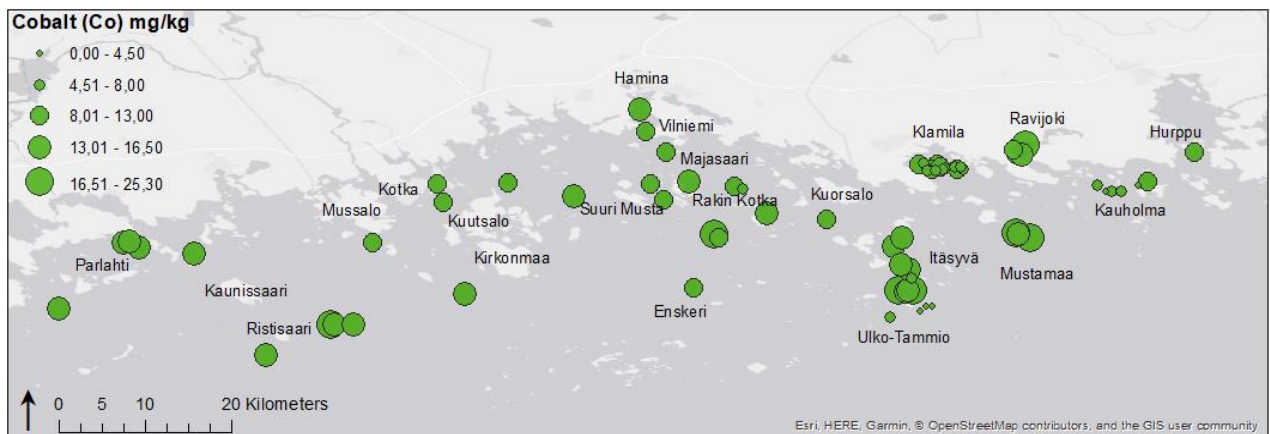 Cobalt (Co) mg/kg
0,00 - 4,50
4,51 - 8,00
8,01 - 13,00
13,01 - 16,50
16,51 - 25,30
Hamina
Vilniemi
Majasaari
Klamila
Ravijoki
Hurppu
Kotka
Mussalo
Kuutsalo
Suuri Musta
Rakin Kotka
Kuorsalo
Kauholma
Parlahti
Kirkonmaa
Itäsyvä
Mustamaa
Kaunissaari
Ristisaari
Enskeri
Ulko-Tammio
0 5 10 20 Kilometers
Esri, HERE, Garmin, © OpenStreetMap contributors, and the GIS user community